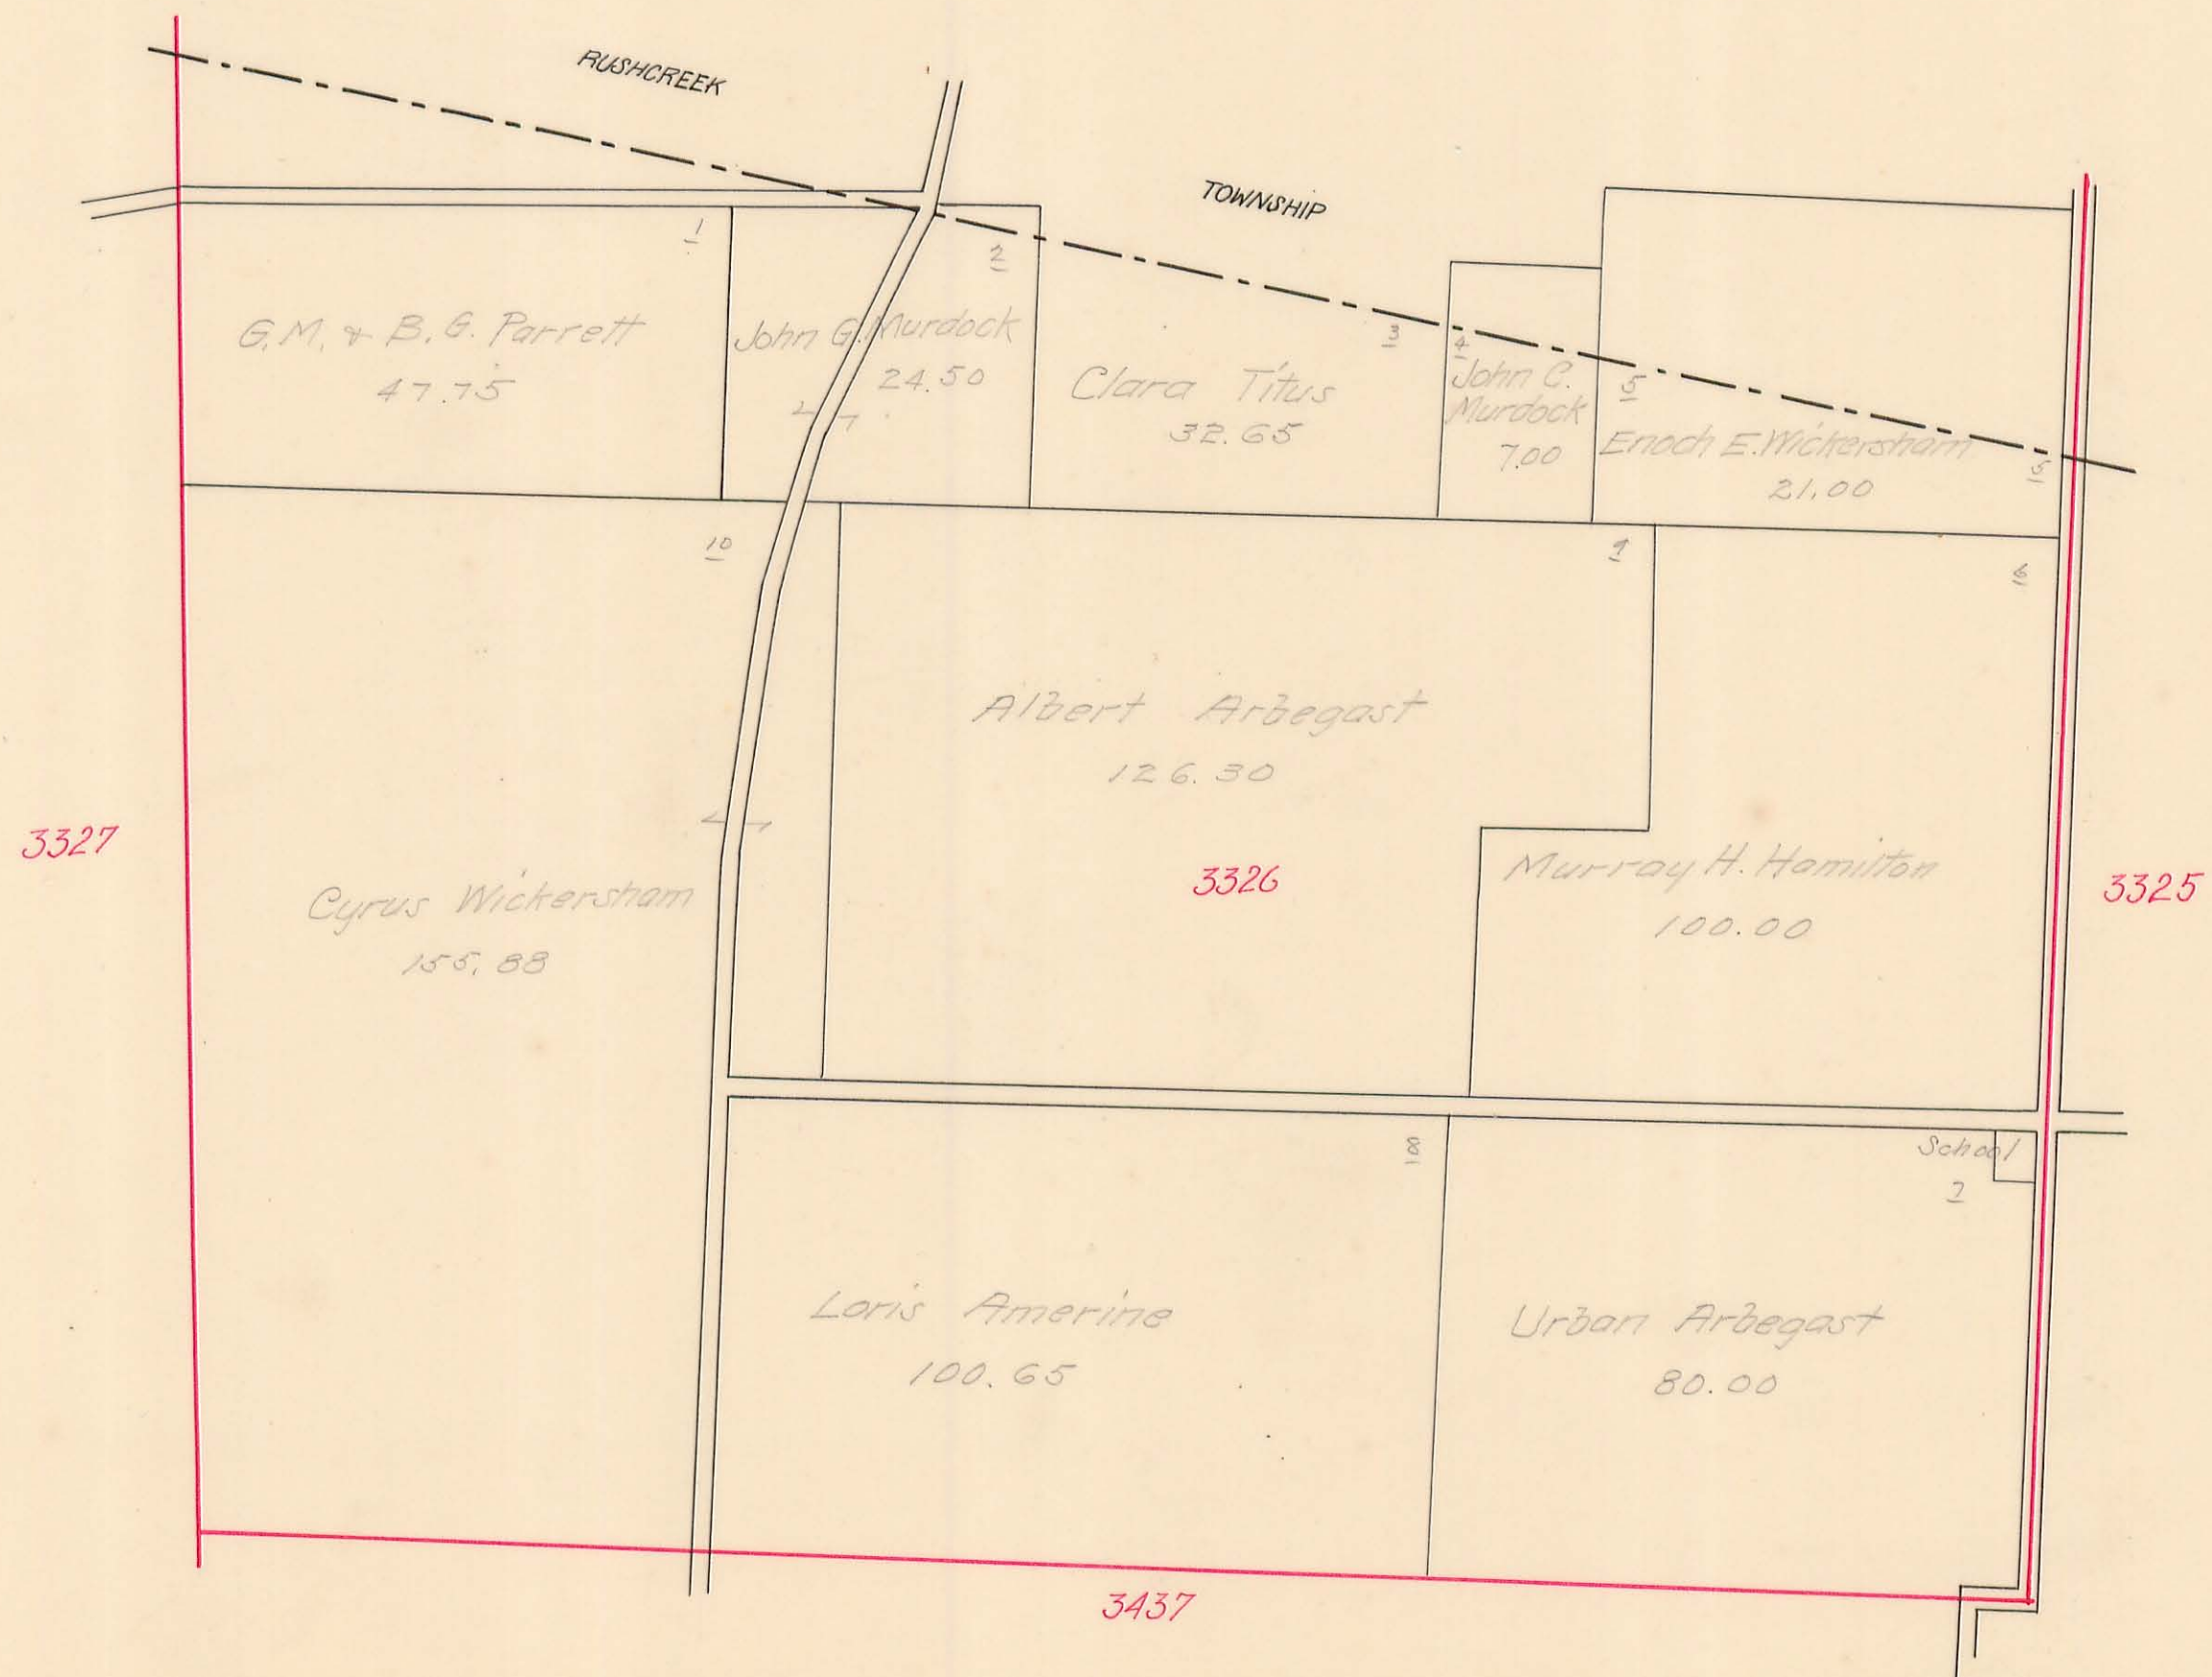 RUSHCREEK
TOWNSHIP
1
G.M. & B.G. Parrett
47.75
2
John G. Murdock
24.50
3
Clara Titus
32.65
4
John C.
Murdock
7.00
5
Enoch E. Wickersham
21.00
5
10
9
6
Albert Arbegast
126.30
3327
Cyrus Wickersham
155.88
3326
Murray H. Hamilton
100.00
3325
8
School
7
Loris Amerine
100.65
Urban Arbegast
80.00
3437